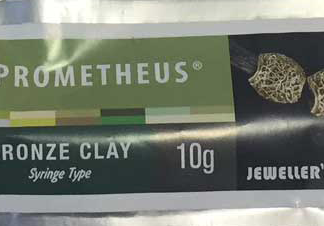 PROMETHEUS®
RONZE CLAY 10g
Syringe Type
JEWELLER'